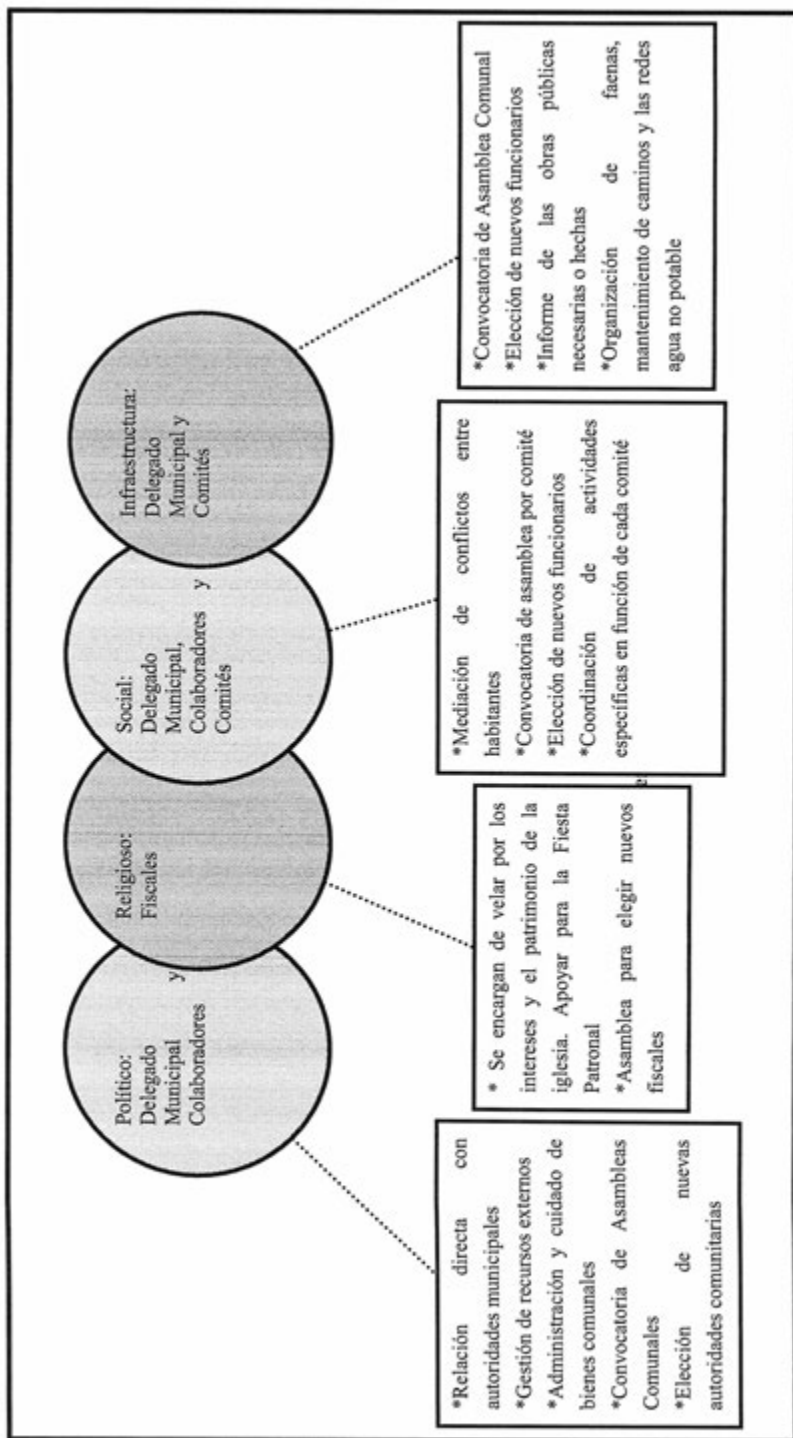 Político:
Delegado
Municipal y
Colaboradores
Religioso:
Fiscales
Social:
Delegado
Municipal,
Colaboradores y
Comités
Infraestructura:
Delegado
Municipal y
Comités
*Relación directa con
autoridades municipales
*Gestión de recursos externos
*Administración y cuidado de
bienes comunales
*Convocatoria de Asambleas
Comunales
*Elección de nuevas
autoridades comunitarias
* Se encargan de velar por los
intereses y el patrimonio de la
iglesia. Apoyar para la Fiesta
Patronal
*Asamblea para elegir nuevos
fiscales
e
*Mediación de conflictos entre
habitantes
*Convocatoria de asamblea por comité
*Elección de nuevos funcionarios
*Coordinación de actividades
específicas en función de cada comité
*Convocatoria de Asamblea Comunal
*Elección de nuevos funcionarios
*Informe de las obras públicas
necesarias o hechas
*Organización de faenas,
mantenimiento de caminos y las redes
agua no potable